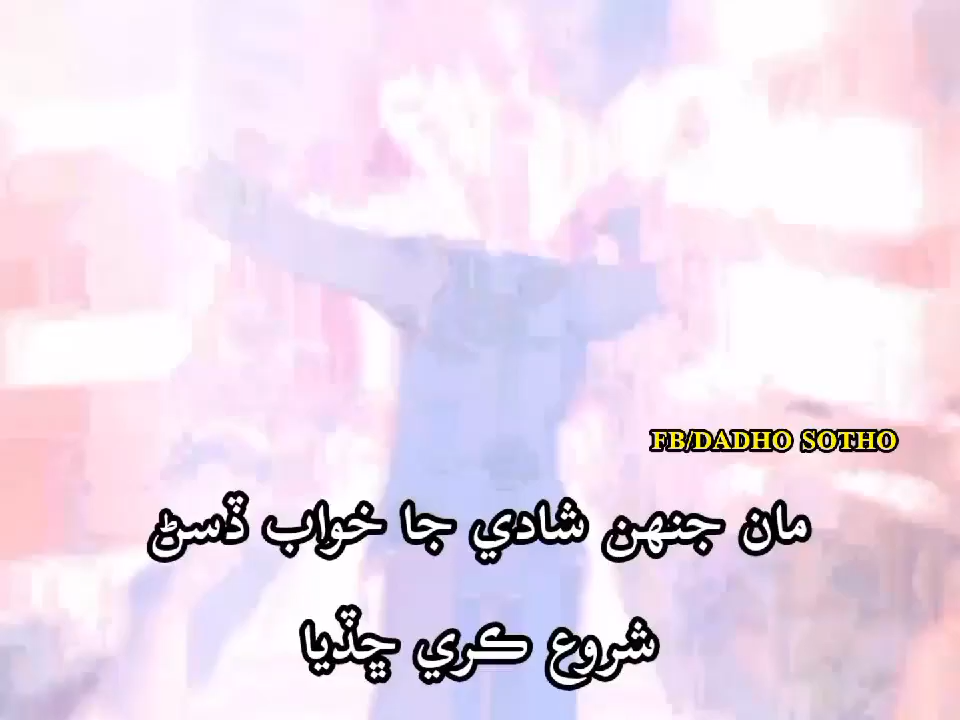 FB/DADHO SOTHO
مان جنهن شادي جا خواب ڏسڻ
شروع ڪري ڇڏيا